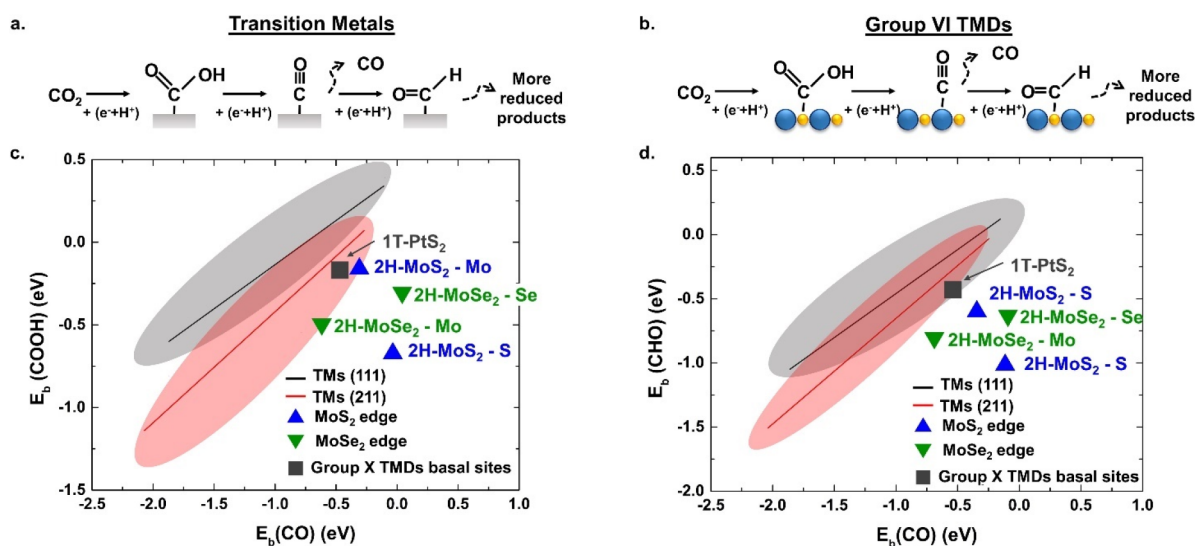 a.
Transition Metals
O
OH
C
CO₂
+ (e⁻+H⁺)
+ (e⁻+H⁺)
O
C
CO
+ (e⁻+H⁺)
H
O=C
More
reduced
products
b.
Group VI TMDs
O
OH
C
CO₂
+ (e⁻+H⁺)
+ (e⁻+H⁺)
O
C
CO
+ (e⁻+H⁺)
H
O=C
More
reduced
products
c.
E_b (COOH) (eV)
0.5
0.0
-0.5
-1.0
-1.5
1T-PtS₂
2H-MoS₂ - Mo
2H-MoSe₂ - Se
2H-MoSe₂ - Mo
2H-MoS₂ - S
TMs (111)
TMs (211)
MoS₂ edge
MoSe₂ edge
Group X TMDs basal sites
-2.5 -2.0 -1.5 -1.0 -0.5 0.0 0.5 1.0
E_b(CO) (eV)
d.
E_b (CHO) (eV)
0.5
0.0
-0.5
-1.0
-1.5
-2.0
1T-PtS₂
2H-MoS₂ - S
2H-MoSe₂ - Se
2H-MoSe₂ - Mo
2H-MoS₂ - S
TMs (111)
TMs (211)
MoS₂ edge
MoSe₂ edge
Group X TMDs basal sites
-2.5 -2.0 -1.5 -1.0 -0.5 0.0 0.5 1.0
E_b(CO) (eV)